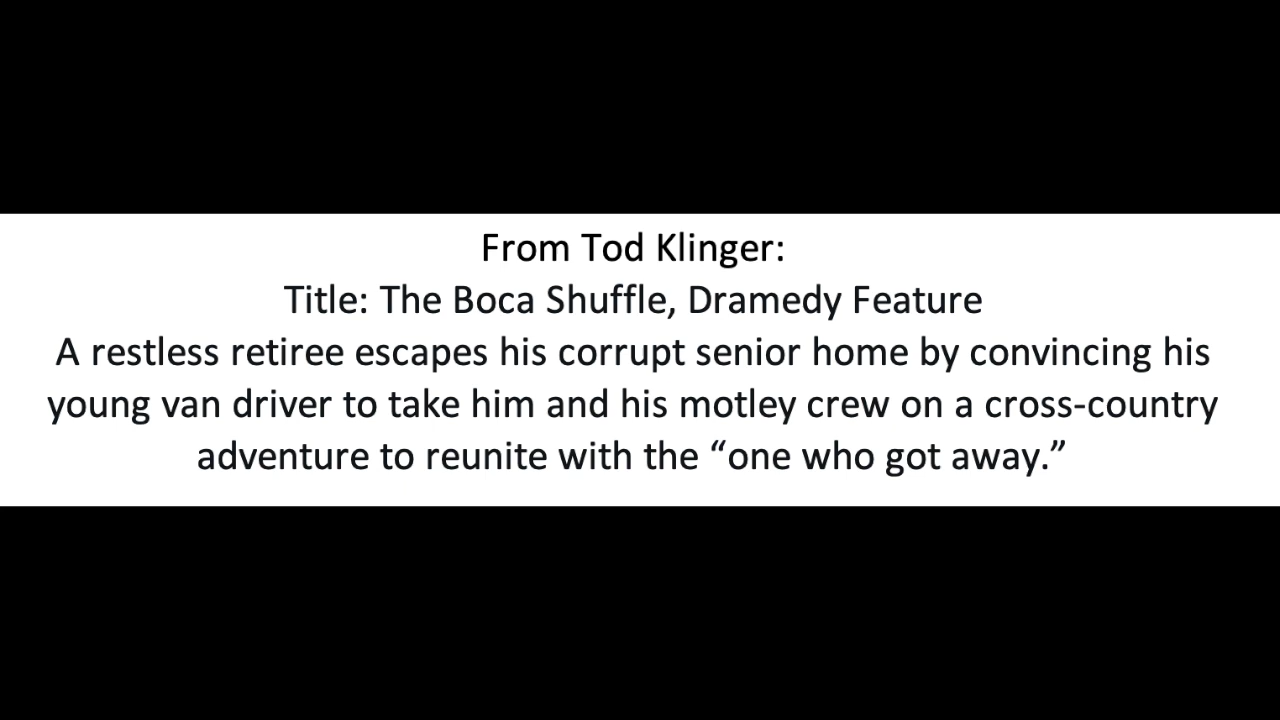 From Tod Klinger:
Title: The Boca Shuffle, Dramedy Feature
A restless retiree escapes his corrupt senior home by convincing his
young van driver to take him and his motley crew on a cross-country
adventure to reunite with the “one who got away.”